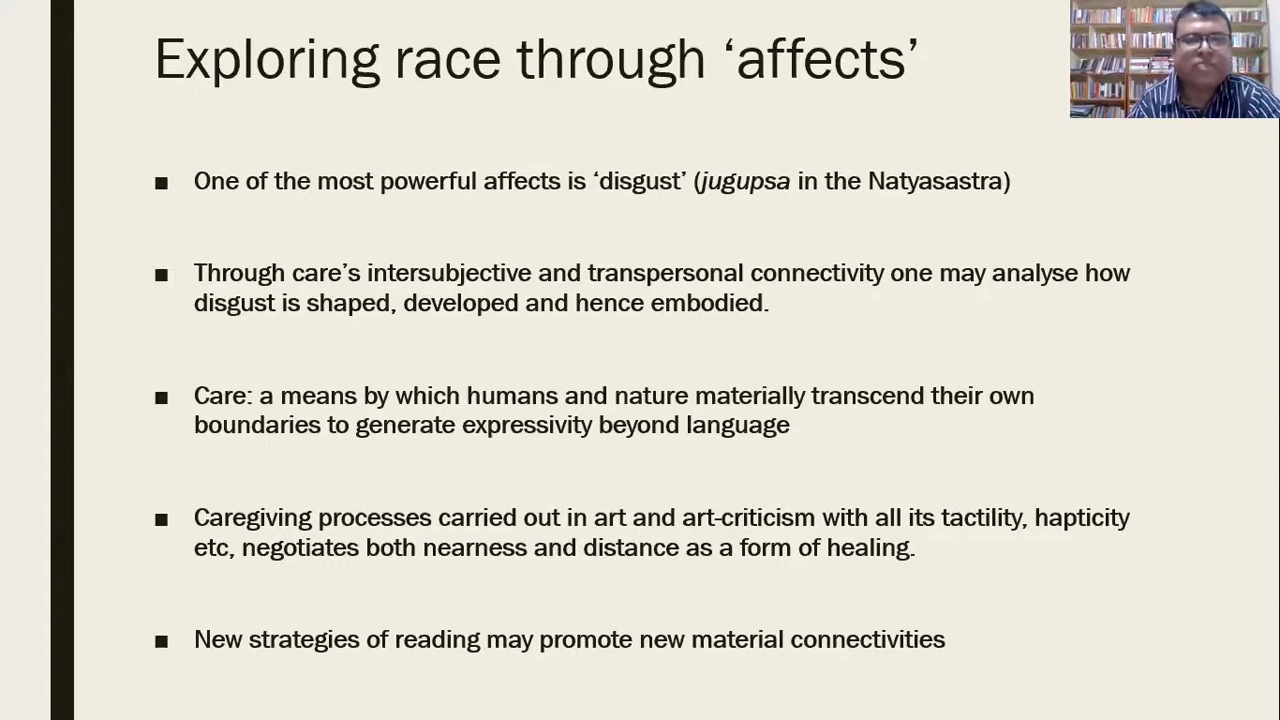 Exploring race through ‘affects’
■ One of the most powerful affects is ‘disgust’ (jugupsa in the Natyasastra)
■ Through care’s intersubjective and transpersonal connectivity one may analyse how
disgust is shaped, developed and hence embodied.
■ Care: a means by which humans and nature materially transcend their own
boundaries to generate expressivity beyond language
■ Caregiving processes carried out in art and art-criticism with all its tactility, hapticity
etc, negotiates both nearness and distance as a form of healing.
■ New strategies of reading may promote new material connectivities